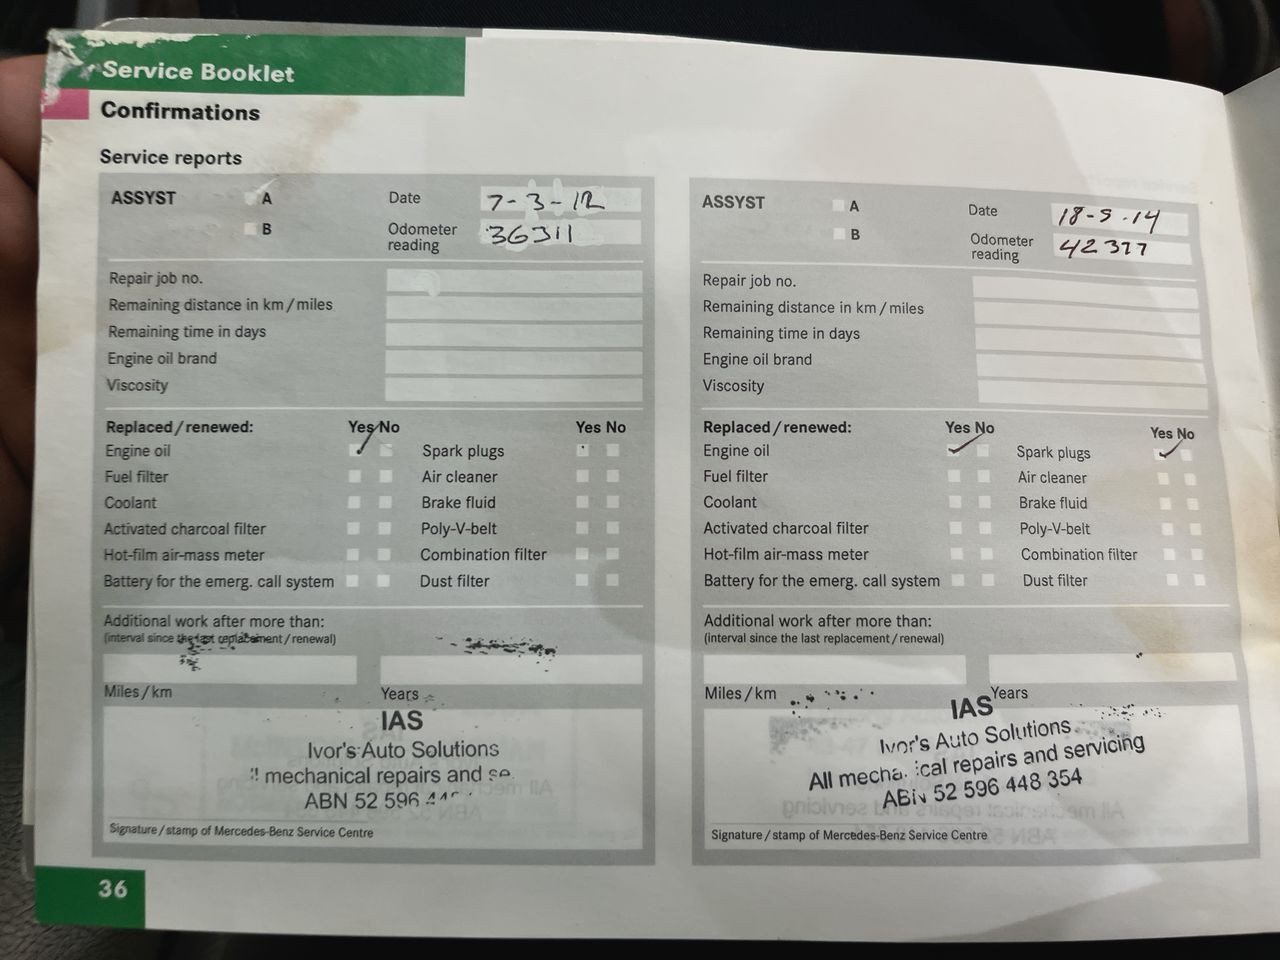 Service Booklet
Confirmations
Service reports
ASSYST A
B
Date 7-3-12
Odometer reading 36311
Repair job no.
Remaining distance in km/miles
Remaining time in days
Engine oil brand
Viscosity
Replaced/renewed: Yes No Yes No
Engine oil Spark plugs
Fuel filter Air cleaner
Coolant Brake fluid
Activated charcoal filter Poly-V-belt
Hot-film air-mass meter Combination filter
Battery for the emerg. call system Dust filter
Additional work after more than:
(interval since the last replacement/renewal)
Miles/km Years
IAS
Ivor's Auto Solutions
mechanical repairs and
ABN 52 596
Signature/stamp of Mercedes-Benz Service Centre
36
ASSYST A
B
Date 18-9-14
Odometer reading 42377
Repair job no.
Remaining distance in km/miles
Remaining time in days
Engine oil brand
Viscosity
Replaced/renewed: Yes No Yes No
Engine oil Spark plugs
Fuel filter Air cleaner
Coolant Brake fluid
Activated charcoal filter Poly-V-belt
Hot-film air-mass meter Combination filter
Battery for the emerg. call system Dust filter
Additional work after more than:
(interval since the last replacement/renewal)
Miles/km Years
IAS
Ivor's Auto Solutions
All mechanical repairs and servicing
ABN 52 596 448 354
Signature/stamp of Mercedes-Benz Service Centre